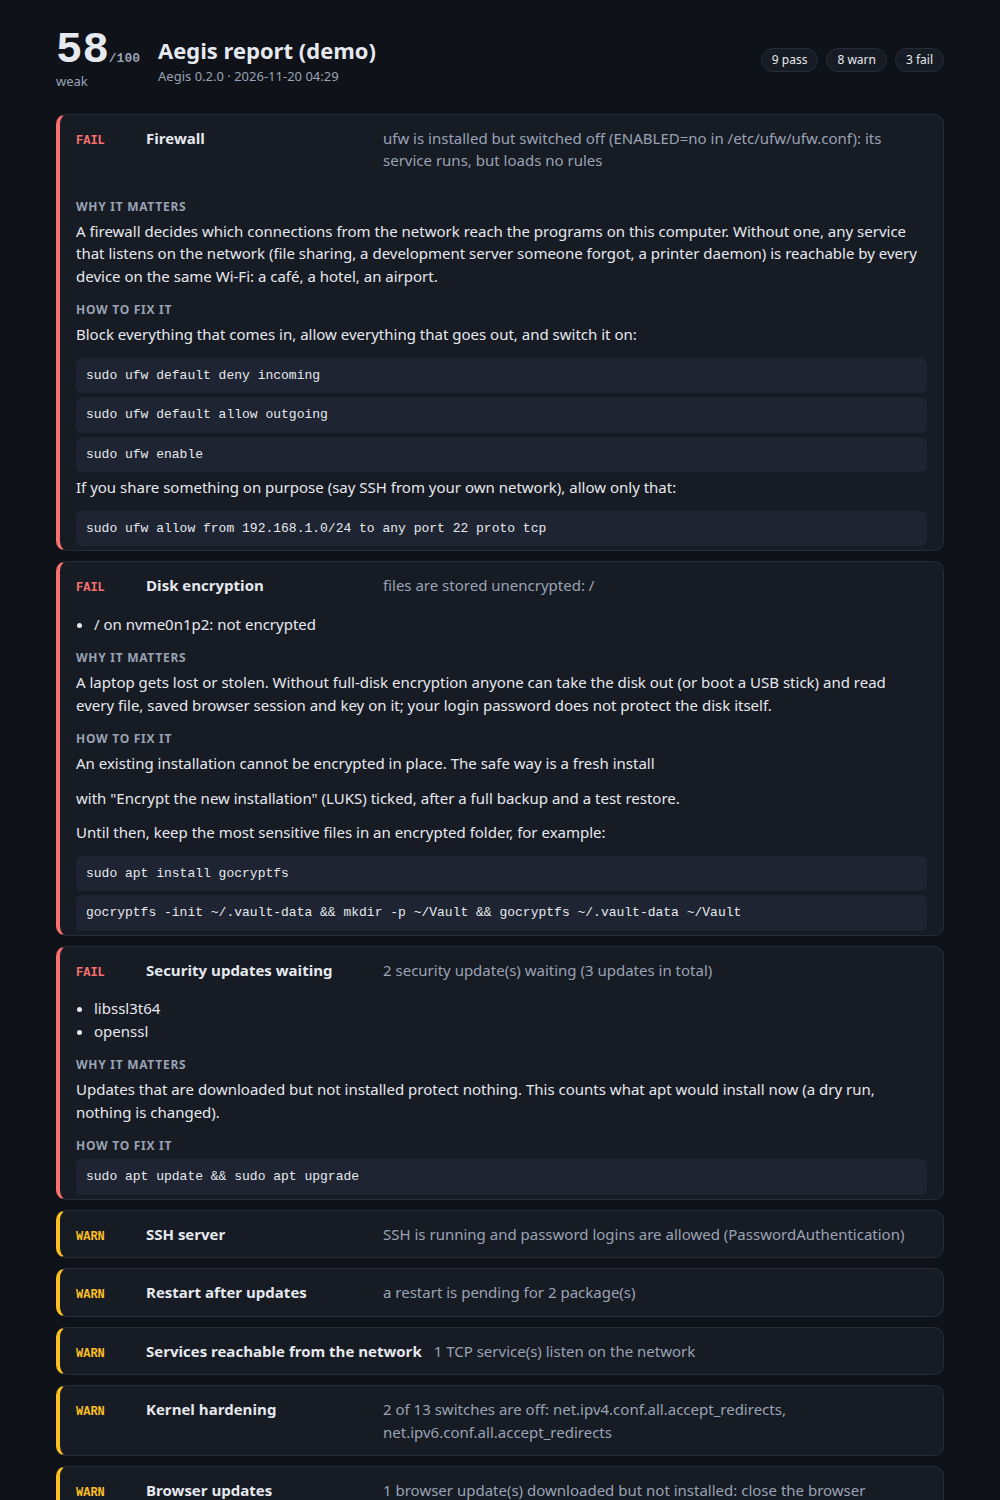 58/100
weak
Aegis report (demo)
Aegis 0.2.0 · 2026-11-20 04:29
9 pass
8 warn
3 fail
FAIL Firewall ufw is installed but switched off (ENABLED=no in /etc/ufw/ufw.conf): its
service runs, but loads no rules
WHY IT MATTERS
A firewall decides which connections from the network reach the programs on this computer. Without one, any service
that listens on the network (file sharing, a development server someone forgot, a printer daemon) is reachable by every
device on the same Wi-Fi: a café, a hotel, an airport.
HOW TO FIX IT
Block everything that comes in, allow everything that goes out, and switch it on:
sudo ufw default deny incoming
sudo ufw default allow outgoing
sudo ufw enable
If you share something on purpose (say SSH from your own network), allow only that:
sudo ufw allow from 192.168.1.0/24 to any port 22 proto tcp
FAIL Disk encryption files are stored unencrypted: /
• / on nvme0n1p2: not encrypted
WHY IT MATTERS
A laptop gets lost or stolen. Without full-disk encryption anyone can take the disk out (or boot a USB stick) and read
every file, saved browser session and key on it; your login password does not protect the disk itself.
HOW TO FIX IT
An existing installation cannot be encrypted in place. The safe way is a fresh install
with "Encrypt the new installation" (LUKS) ticked, after a full backup and a test restore.
Until then, keep the most sensitive files in an encrypted folder, for example:
sudo apt install gocryptfs
gocryptfs -init ~/.vault-data && mkdir -p ~/Vault && gocryptfs ~/.vault-data ~/Vault
FAIL Security updates waiting 2 security update(s) waiting (3 updates in total)
• libssl3t64
• openssl
WHY IT MATTERS
Updates that are downloaded but not installed protect nothing. This counts what apt would install now (a dry run,
nothing is changed).
HOW TO FIX IT
sudo apt update && sudo apt upgrade
WARN SSH server SSH is running and password logins are allowed (PasswordAuthentication)
WARN Restart after updates a restart is pending for 2 package(s)
WARN Services reachable from the network 1 TCP service(s) listen on the network
WARN Kernel hardening 2 of 13 switches are off: net.ipv4.conf.all.accept_redirects,
net.ipv6.conf.all.accept_redirects
WARN Browser updates 1 browser update(s) downloaded but not installed: close the browser